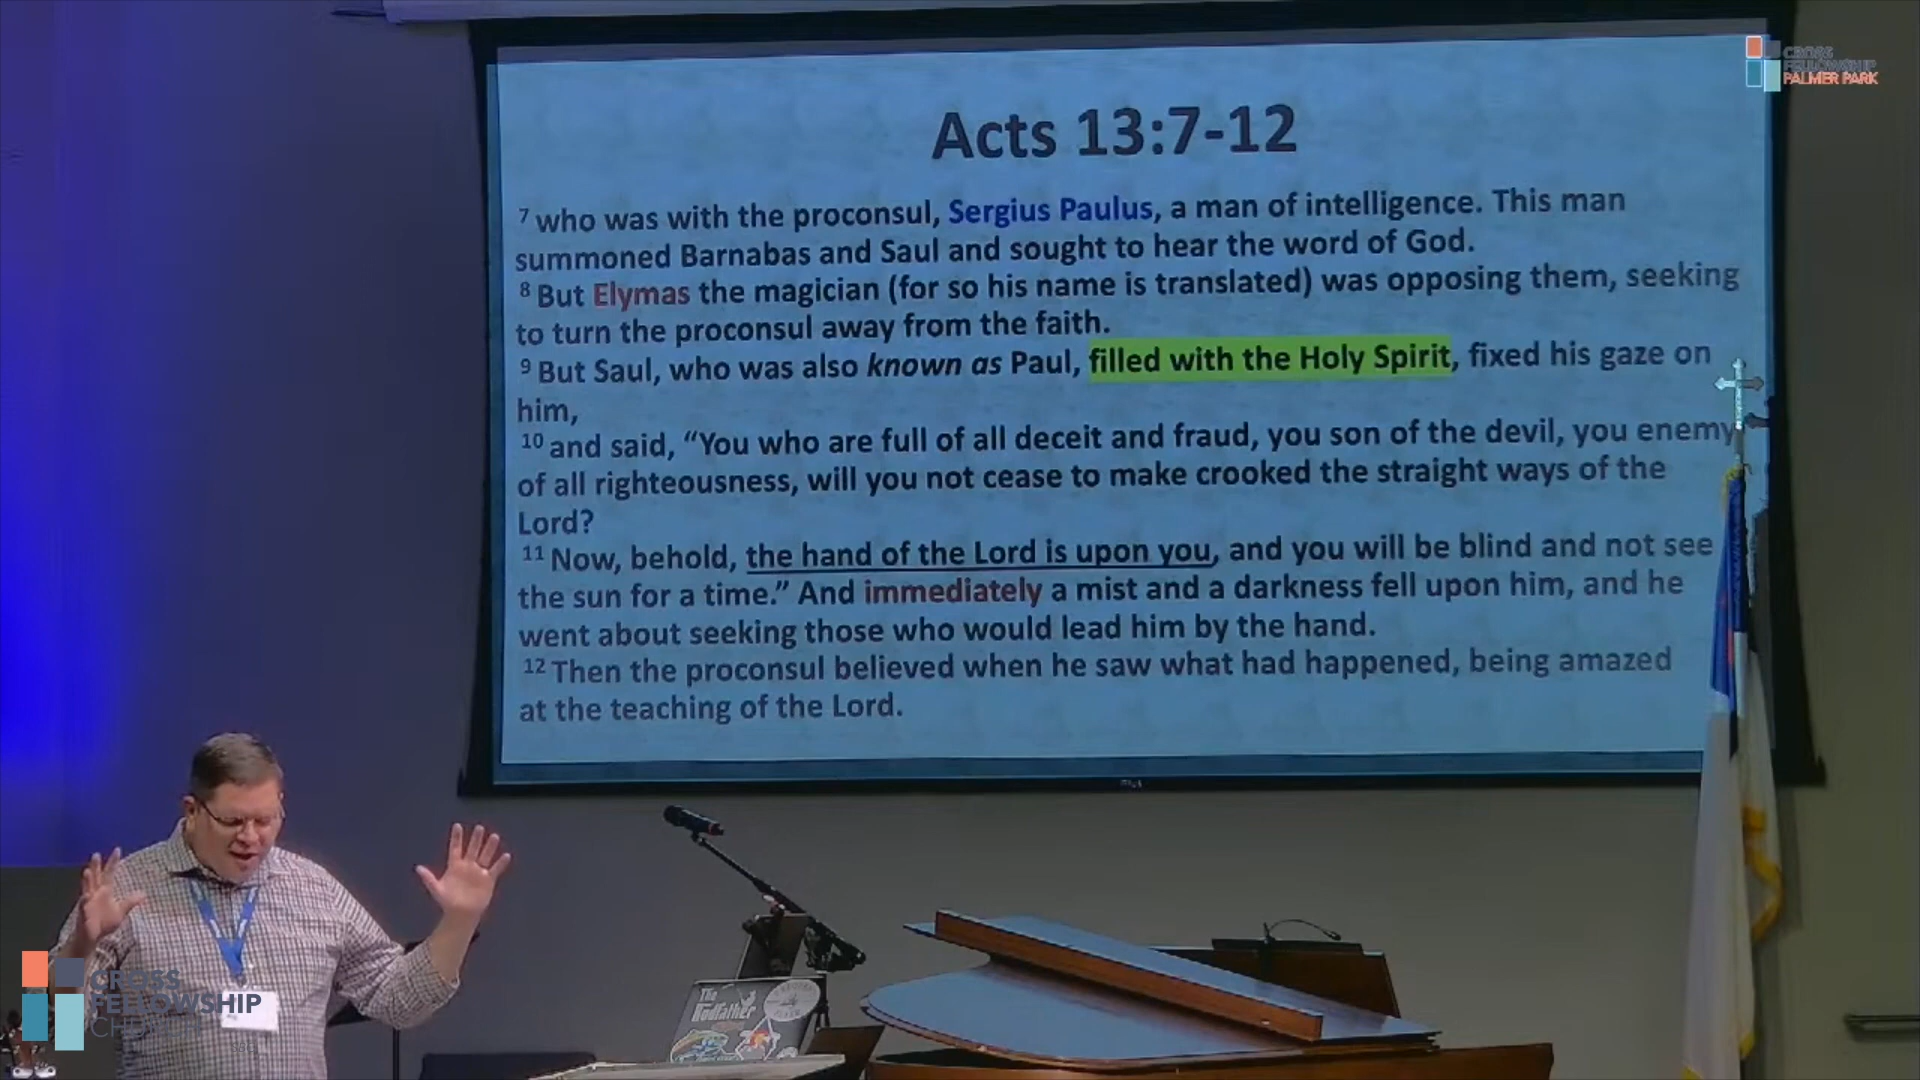 CROSS
FELLOWSHIP
PALMER PARK
Acts 13:7-12
7 who was with the proconsul, Sergius Paulus, a man of intelligence. This man
summoned Barnabas and Saul and sought to hear the word of God.
8 But Elymas the magician (for so his name is translated) was opposing them, seeking
to turn the proconsul away from the faith.
9 But Saul, who was also known as Paul, filled with the Holy Spirit, fixed his gaze on
him,
10 and said, “You who are full of all deceit and fraud, you son of the devil, you enemy
of all righteousness, will you not cease to make crooked the straight ways of the
Lord?
11 Now, behold, the hand of the Lord is upon you, and you will be blind and not see
the sun for a time.” And immediately a mist and a darkness fell upon him, and he
went about seeking those who would lead him by the hand.
12 Then the proconsul believed when he saw what had happened, being amazed
at the teaching of the Lord.
The
Rodfather
CROSS
FELLOWSHIP
CHURCH